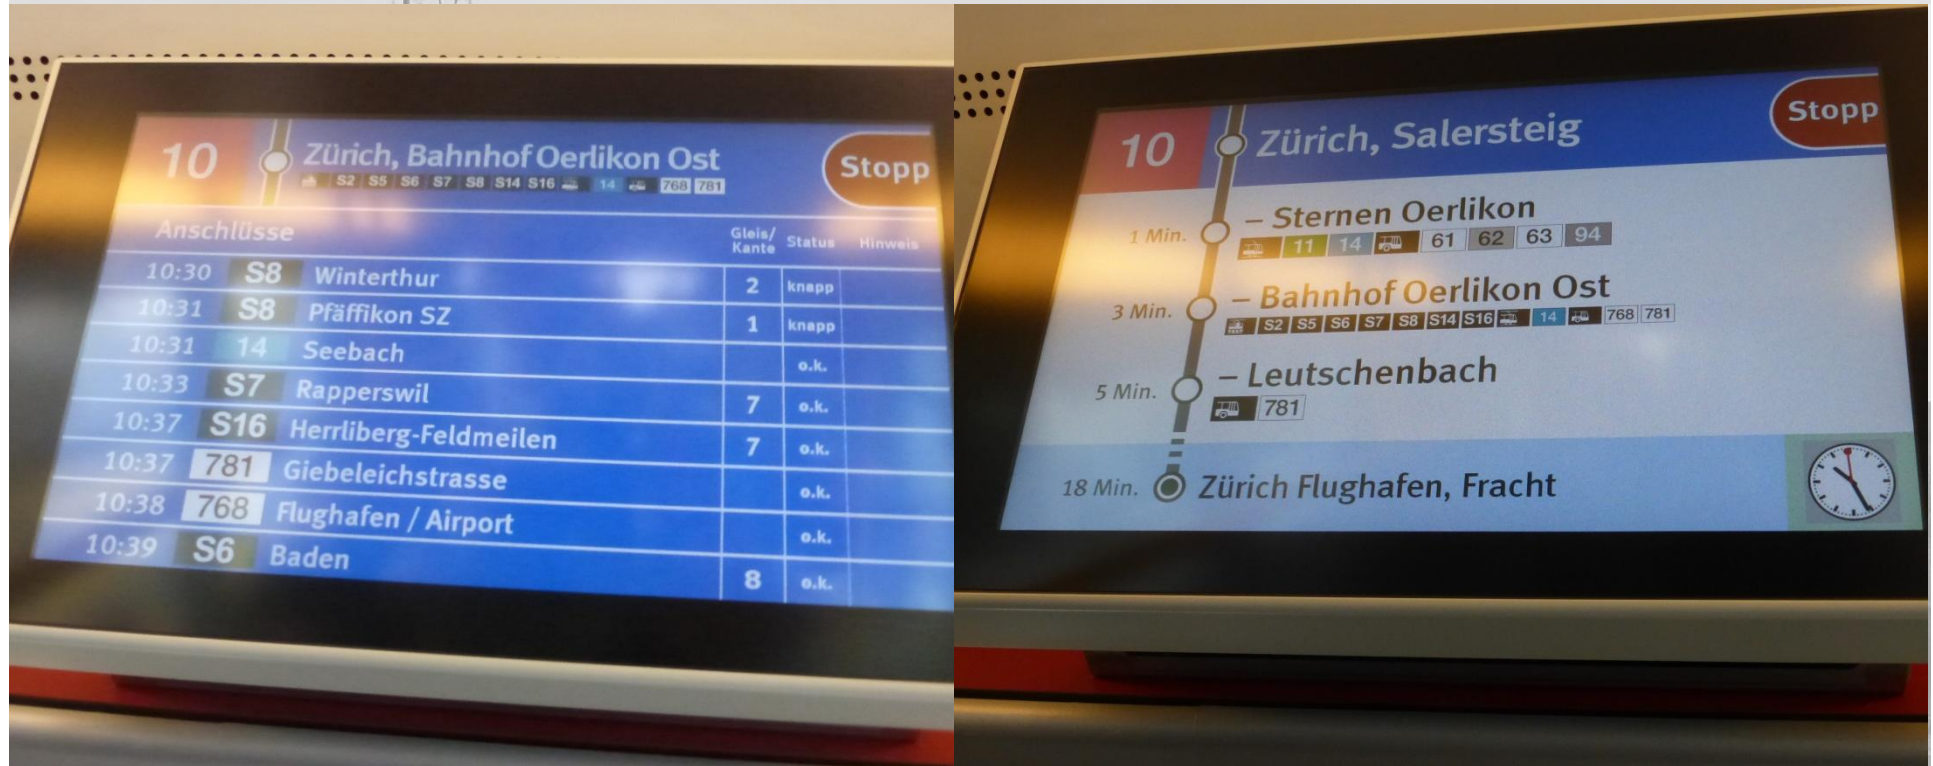 10 Zürich, Bahnhof Oerlikon Ost Stopp
S2 S5 S6 S7 S8 S14 S16 14 768 781
Anschlüsse Gleis/Kante Status Hinweis
10:30 S8 Winterthur 2 knapp
10:31 S8 Pfäffikon SZ 1 knapp
10:31 14 Seebach o.k.
10:33 S7 Rapperswil 7 o.k.
10:37 S16 Herrliberg-Feldmeilen 7 o.k.
10:37 781 Giebeleichstrasse o.k.
10:38 768 Flughafen / Airport o.k.
10:39 S6 Baden 8 o.k.
10 Zürich, Salersteig Stopp
1 Min. – Sternen Oerlikon
11 14 61 62 63 94
3 Min. – Bahnhof Oerlikon Ost
S2 S5 S6 S7 S8 S14 S16 14 768 781
5 Min. – Leutschenbach
781
18 Min. Zürich Flughafen, Fracht